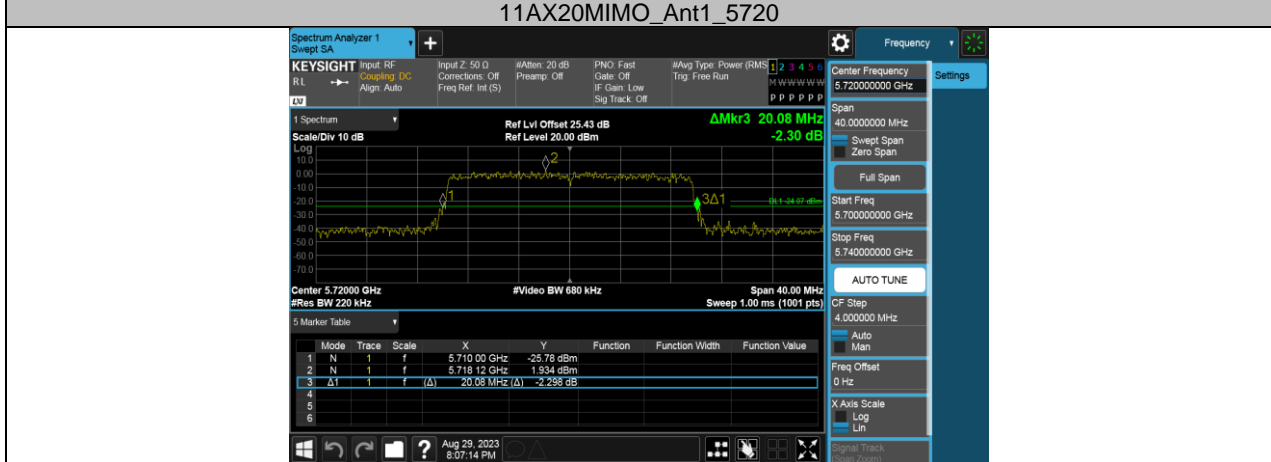 11AX20MIMO_Ant1_5720
Spectrum Analyzer 1
Swept SA
+
Frequency
KEYSIGHT
RL
LXI
Input: RF
Coupling: DC
Align: Auto
Input Z: 50 Ω
Corrections: Off
Freq Ref: Int (S)
#Atten: 20 dB
Preamp: Off
PNO: Fast
Gate: Off
IF Gain: Low
Sig Track: Off
#Avg Type: Power (RMS
Trig: Free Run
1 2 3 4 5 6
M W W W W W
P P P P P P
1 Spectrum
Scale/Div 10 dB
Ref Lvl Offset 25.43 dB
Ref Level 20.00 dBm
ΔMkr3 20.08 MHz
-2.30 dB
Log
10.0
0.00
-10.0
-20.0
-30.0
-40.0
-50.0
-60.0
-70.0
1
2
3Δ1
DL1 -24.07 dBm
Center 5.72000 GHz
#Res BW 220 kHz
#Video BW 680 kHz
Span 40.00 MHz
Sweep 1.00 ms (1001 pts)
5 Marker Table
Mode Trace Scale X Y Function Function Width Function Value
1 N 1 f 5.710 00 GHz -25.78 dBm
2 N 1 f 5.718 12 GHz 1.934 dBm
3 Δ1 1 f (Δ) 20.08 MHz (Δ) -2.298 dB
4
5
6
?
Aug 29, 2023
8:07:14 PM
Center Frequency
5.720000000 GHz
Settings
Span
40.0000000 MHz
Swept Span
Zero Span
Full Span
Start Freq
5.700000000 GHz
Stop Freq
5.740000000 GHz
AUTO TUNE
CF Step
4.000000 MHz
Auto
Man
Freq Offset
0 Hz
X Axis Scale
Log
Lin
Signal Track
(Span Zoom)